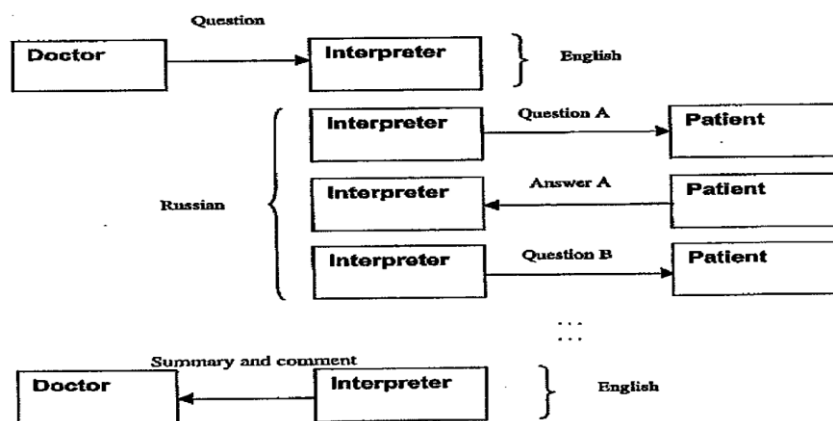 Question
Doctor Interpreter English
Interpreter Question A Patient
Russian Interpreter Answer A Patient
Interpreter Question B Patient
... 
...
Summary and comment
Doctor Interpreter English